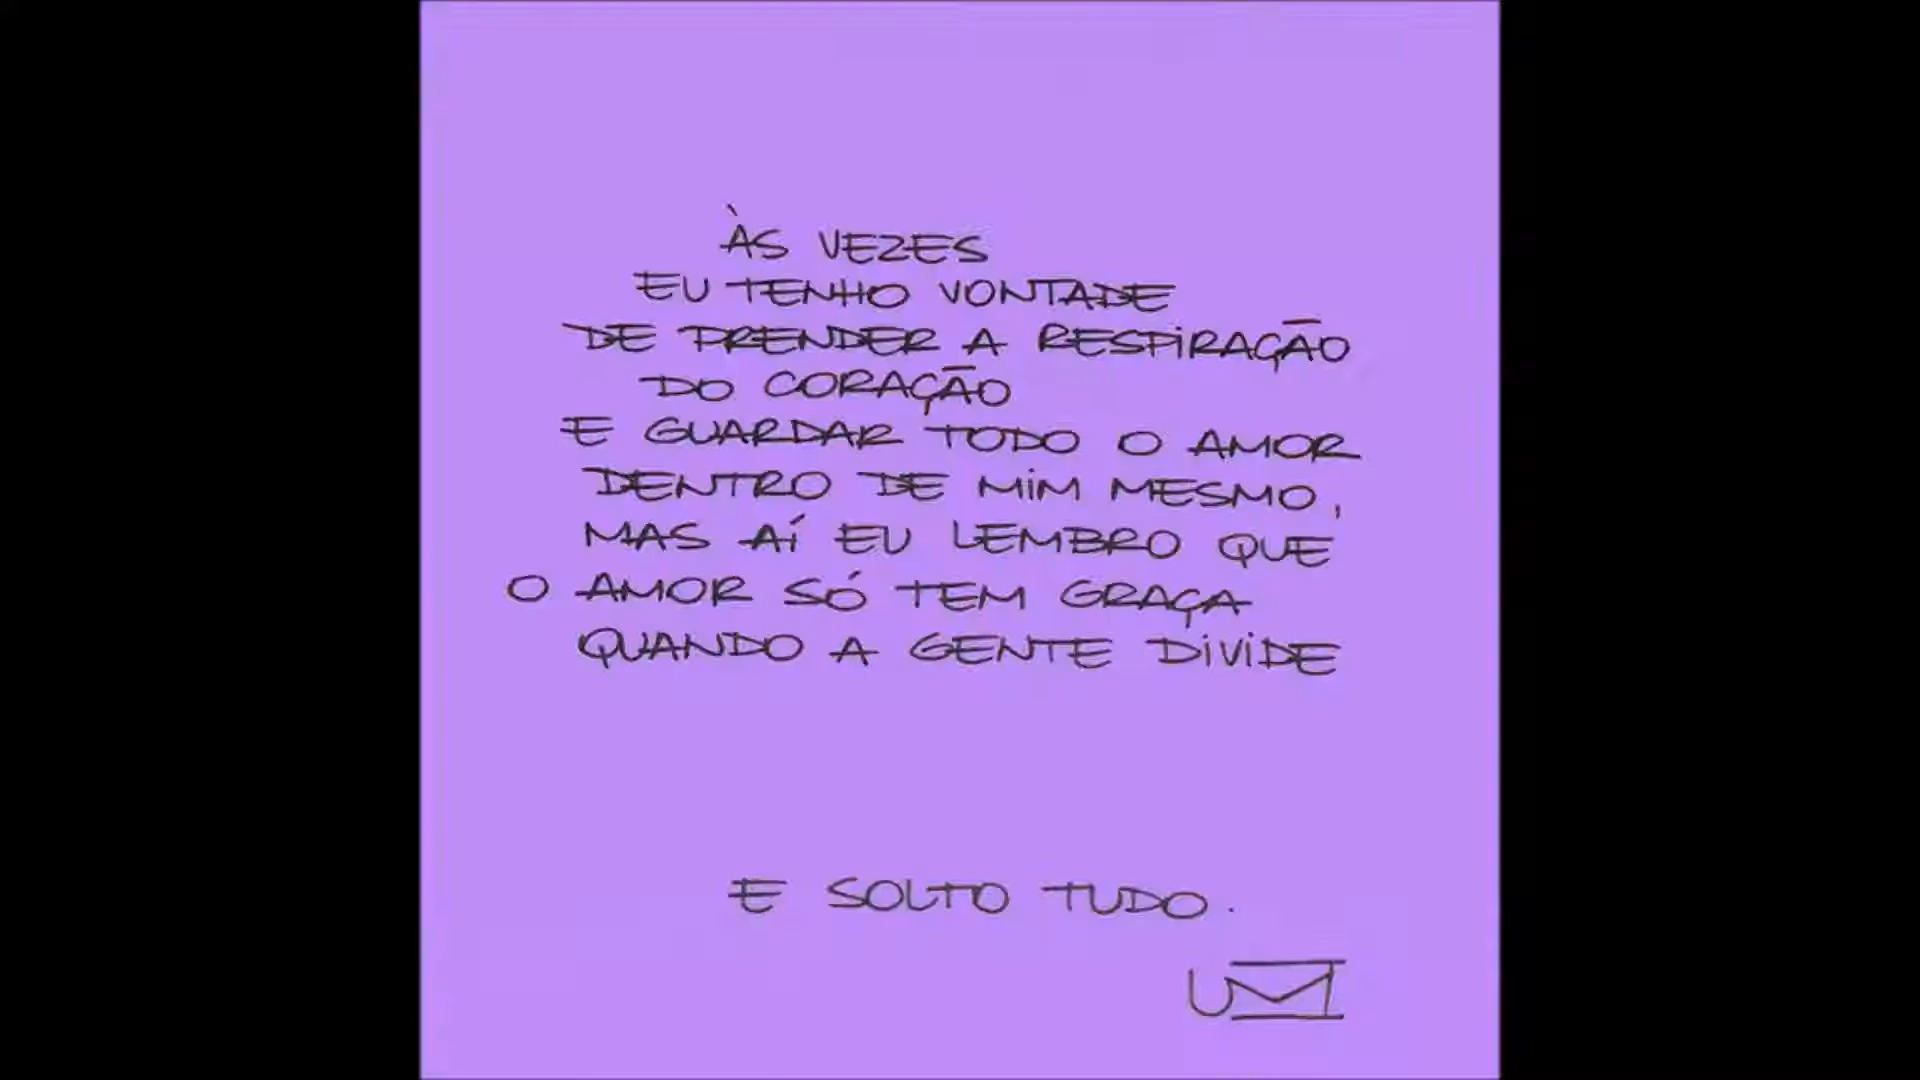 ÀS VEZES
EU TENHO VONTADE
DE PRENDER A RESPIRAÇÃO
DO CORAÇÃO
E GUARDAR TODO O AMOR
DENTRO DE MIM MESMO,
MAS AÍ EU LEMBRO QUE
O AMOR SÓ TEM GRAÇA
QUANDO A GENTE DIVIDE
E SOLTO TUDO.